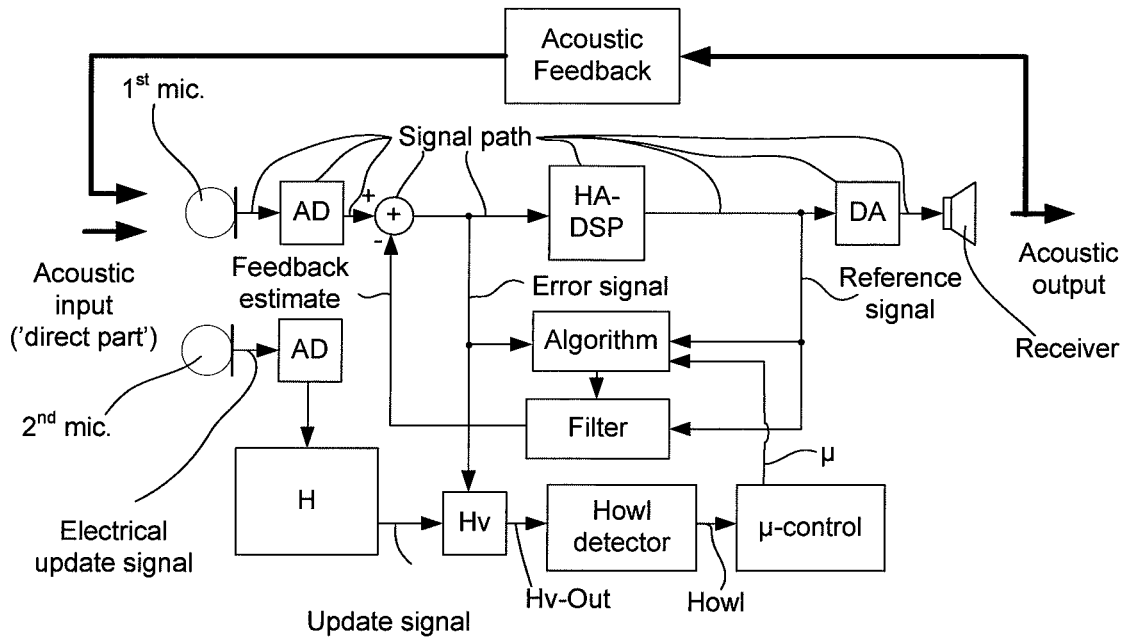 Acoustic
Feedback
1st mic.
Signal path
AD
+
+
-
HA-
DSP
DA
Acoustic
input
('direct part')
Feedback
estimate
Error signal
Reference
signal
Acoustic
output
Receiver
AD
Algorithm
2nd mic.
Filter
µ
H
Hv
Howl
detector
µ-control
Electrical
update signal
Hv-Out
Howl
Update signal